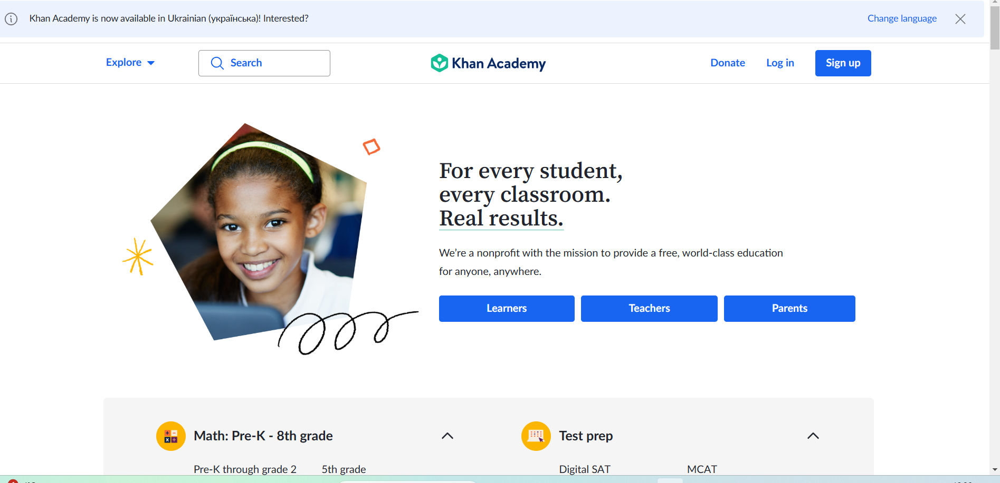 Khan Academy is now available in Ukrainian (українська)! Interested?
Change language
Explore
Search
Khan Academy
Donate
Log in
Sign up
For every student,
every classroom.
Real results.
We’re a nonprofit with the mission to provide a free, world-class education
for anyone, anywhere.
Learners
Teachers
Parents
Math: Pre-K - 8th grade
Test prep
Pre-K through grade 2
5th grade
Digital SAT
MCAT